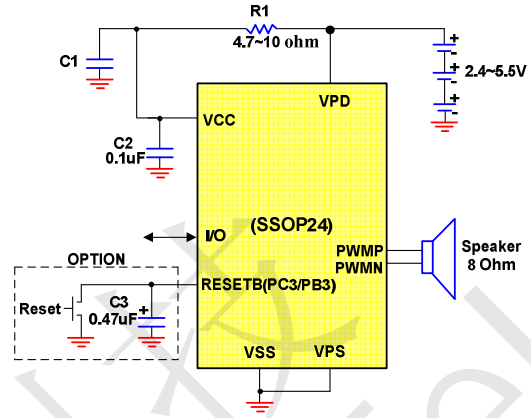 R1
4.7~10 ohm
C1
+
-
+
-
+
-
2.4~5.5V
VPD
VCC
C2
0.1uF
I/O
(SSOP24)
OPTION
PWMP
PWMN
Speaker
8 Ohm
RESETB(PC3/PB3)
Reset
C3
+
0.47uF
VSS
VPS